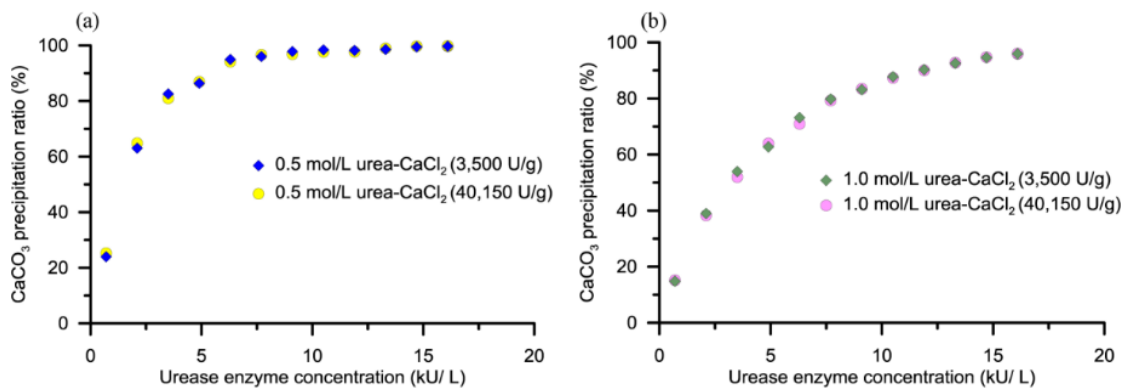 (a)
CaCO₃ precipitation ratio (%)
100
80
60
40
20
0
0.5 mol/L urea-CaCl₂ (3,500 U/g)
0.5 mol/L urea-CaCl₂ (40,150 U/g)
0 5 10 15 20
Urease enzyme concentration (kU/ L)
(b)
CaCO₃ precipitation ratio (%)
100
80
60
40
20
0
1.0 mol/L urea-CaCl₂ (3,500 U/g)
1.0 mol/L urea-CaCl₂ (40,150 U/g)
0 5 10 15 20
Urease enzyme concentration (kU/ L)